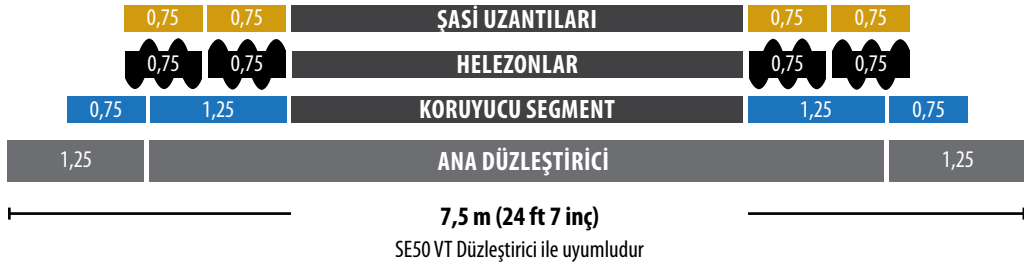 0,75 0,75 ŞASİ UZANTILARI 0,75 0,75
0,75 0,75 HELEZONLAR 0,75 0,75
0,75 1,25 KORUYUCU SEGMENT 1,25 0,75
1,25 ANA DÜZLEŞTİRİCİ 1,25
7,5 m (24 ft 7 inç)
SE50 VT Düzleştirici ile uyumludur